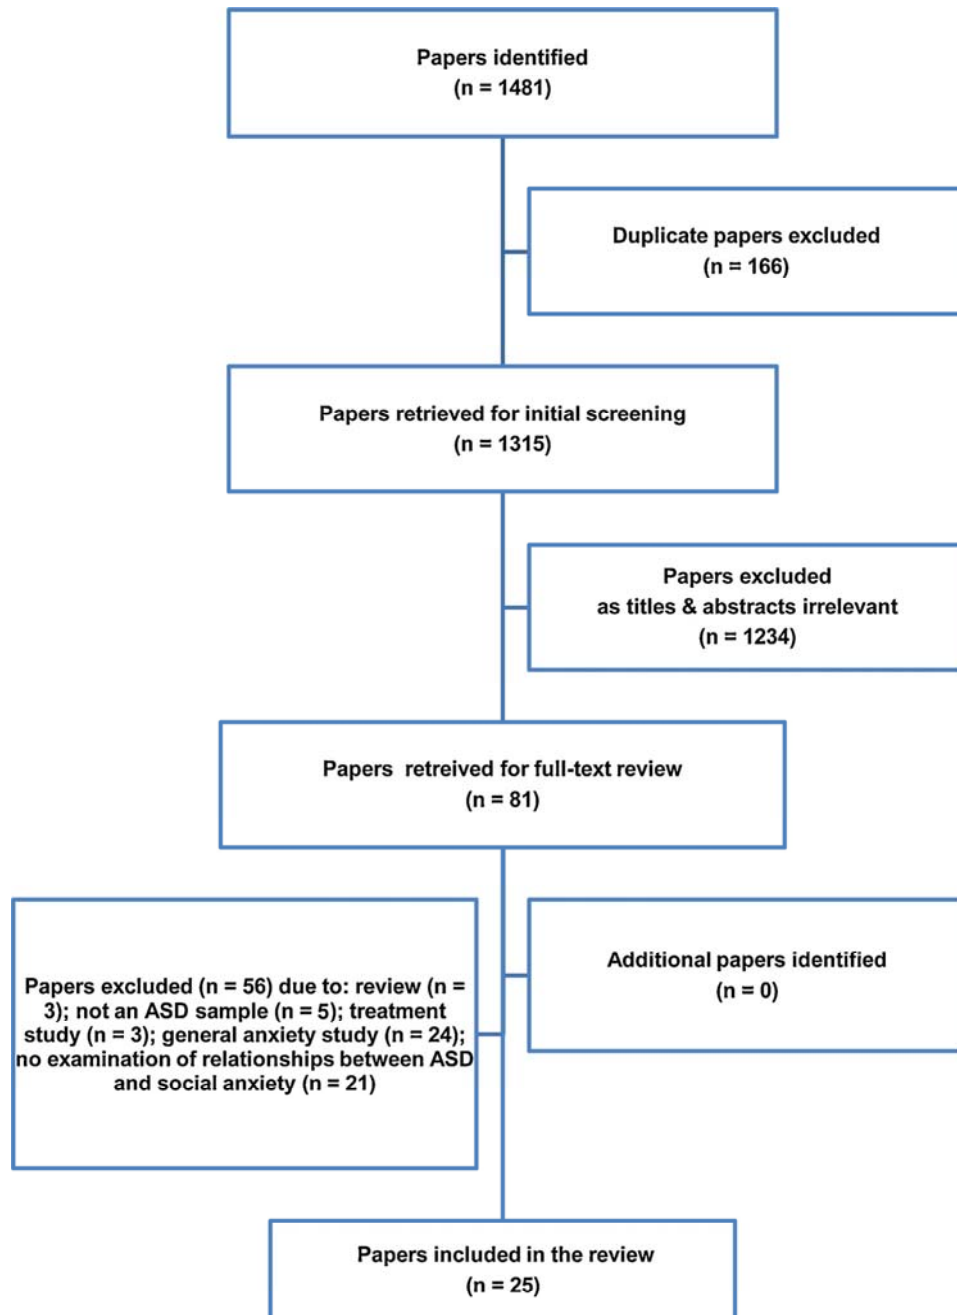 Papers identified
(n = 1481)
Duplicate papers excluded
(n = 166)
Papers retrieved for initial screening
(n = 1315)
Papers excluded
as titles & abstracts irrelevant
(n = 1234)
Papers retreived for full-text review
(n = 81)
Papers excluded (n = 56) due to: review (n =
3); not an ASD sample (n = 5); treatment
study (n = 3); general anxiety study (n = 24);
no examination of relationships between ASD
and social anxiety (n = 21)
Additional papers identified
(n = 0)
Papers included in the review
(n = 25)